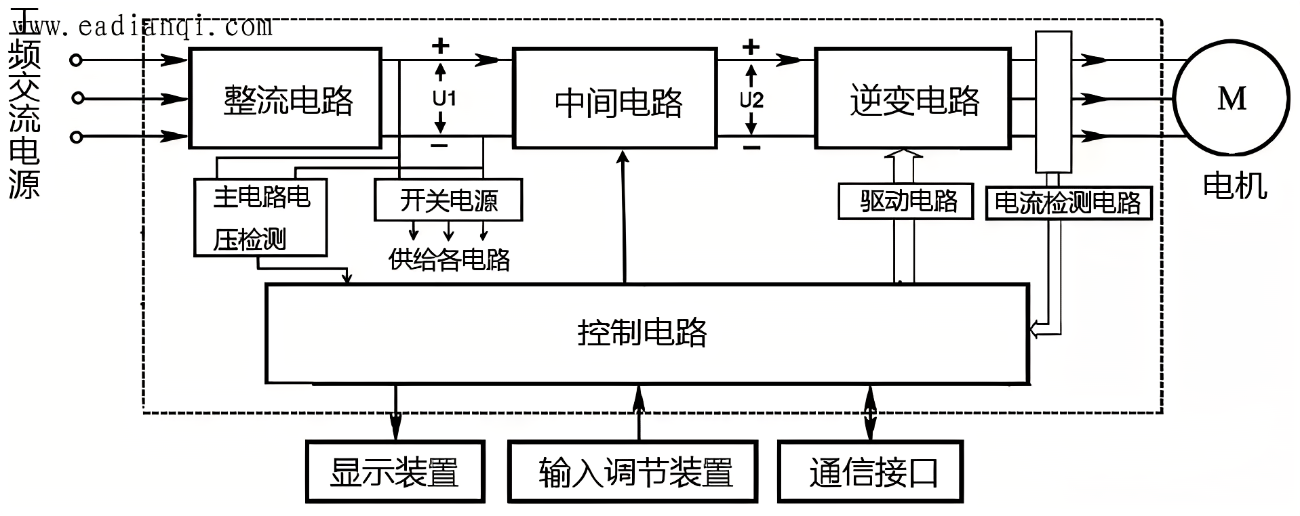 www.eadianqi.com
工频交流电源
整流电路
+
U1
−
中间电路
+
U2
−
逆变电路
M
电机
主电路电
压检测
开关电源
供给各电路
驱动电路
电流检测电路
控制电路
显示装置
输入调节装置
通信接口